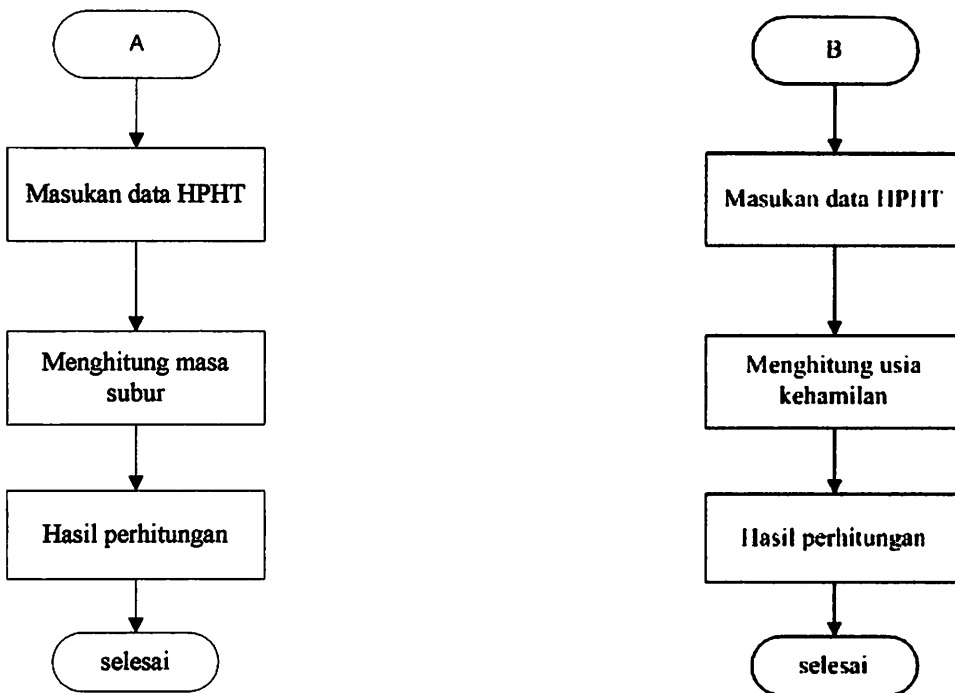 A
Masukan data HPHT
Menghitung masa
subur
Hasil perhitungan
selesai
B
Masukan data HPHT
Menghitung usia
kehamilan
Hasil perhitungan
selesai